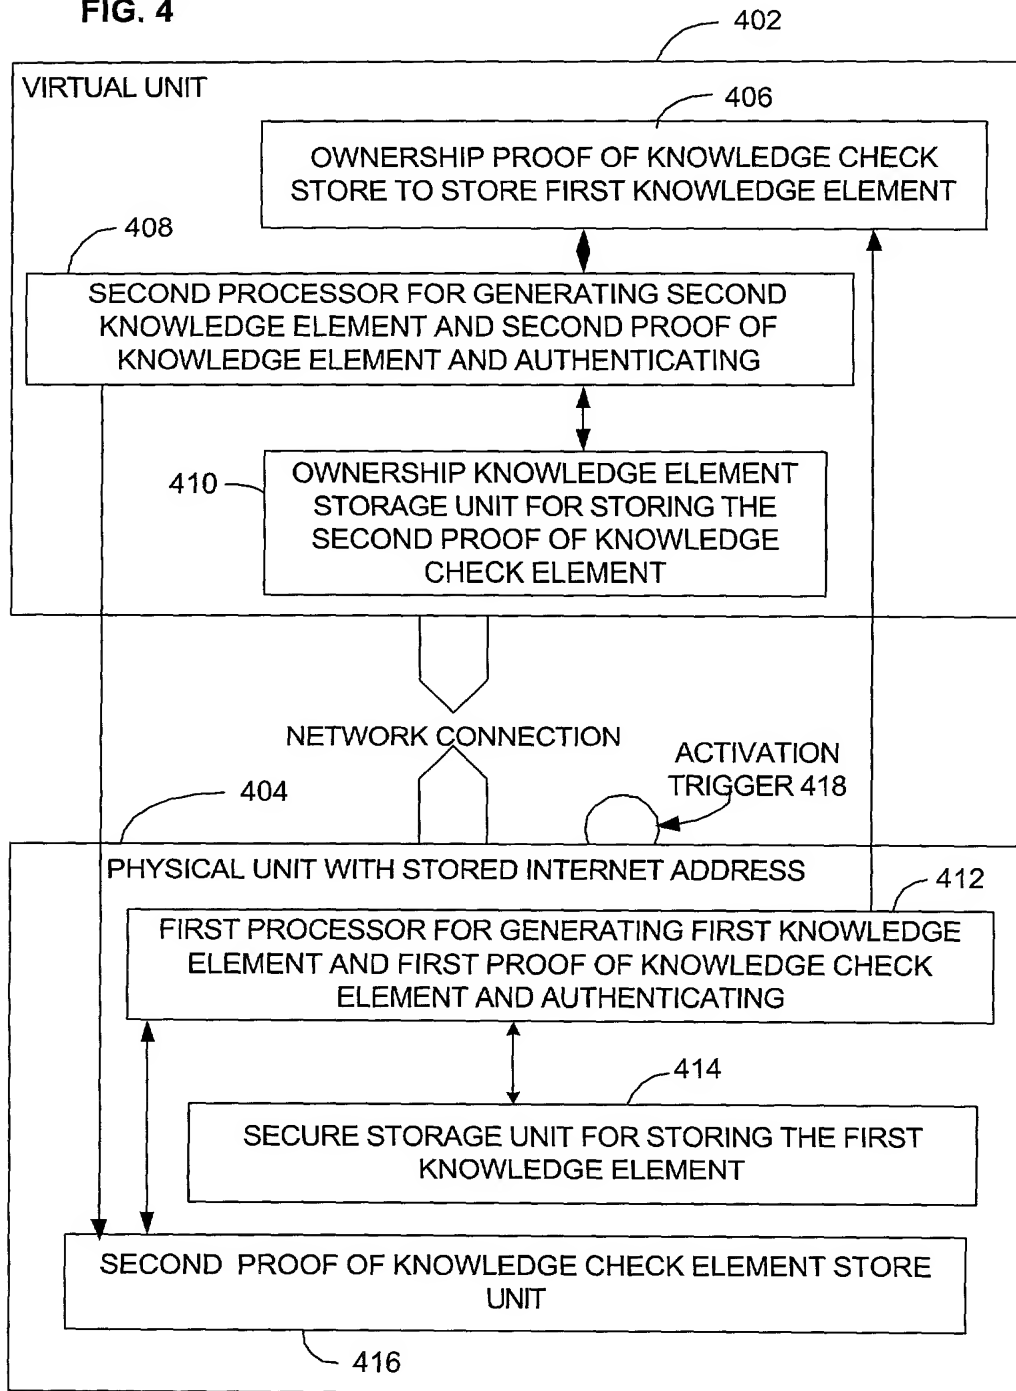 FIG. 4
402
VIRTUAL UNIT
406
OWNERSHIP PROOF OF KNOWLEDGE CHECK
STORE TO STORE FIRST KNOWLEDGE ELEMENT
408
SECOND PROCESSOR FOR GENERATING SECOND
KNOWLEDGE ELEMENT AND SECOND PROOF OF
KNOWLEDGE ELEMENT AND AUTHENTICATING
410
OWNERSHIP KNOWLEDGE ELEMENT
STORAGE UNIT FOR STORING THE
SECOND PROOF OF KNOWLEDGE
CHECK ELEMENT
NETWORK CONNECTION
ACTIVATION
TRIGGER 418
404
PHYSICAL UNIT WITH STORED INTERNET ADDRESS
412
FIRST PROCESSOR FOR GENERATING FIRST KNOWLEDGE
ELEMENT AND FIRST PROOF OF KNOWLEDGE CHECK
ELEMENT AND AUTHENTICATING
414
SECURE STORAGE UNIT FOR STORING THE FIRST
KNOWLEDGE ELEMENT
SECOND PROOF OF KNOWLEDGE CHECK ELEMENT STORE
UNIT
416